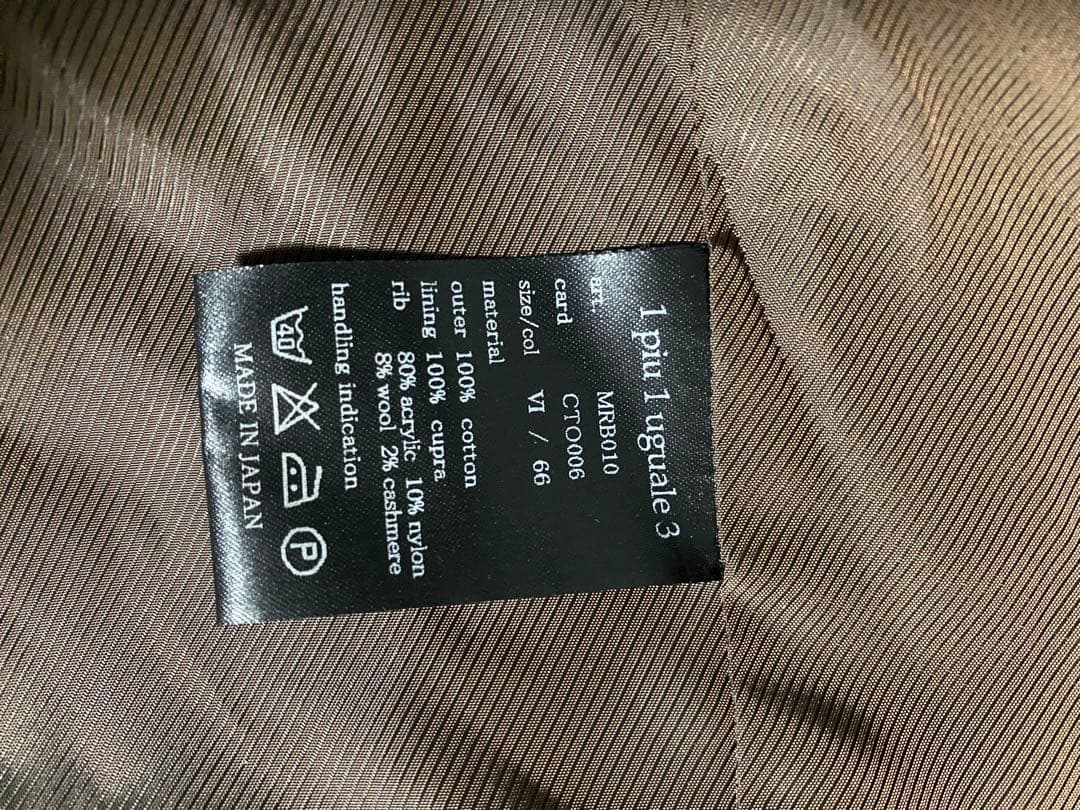 1 piu 1 uguale 3
art. MRB010
card CTO006
size/col VI / 66
material
outer 100% cotton
lining 100% cupra
rib 80% acrylic 10% nylon
8% wool 2% cashmere
handling indication
40 P
MADE IN JAPAN